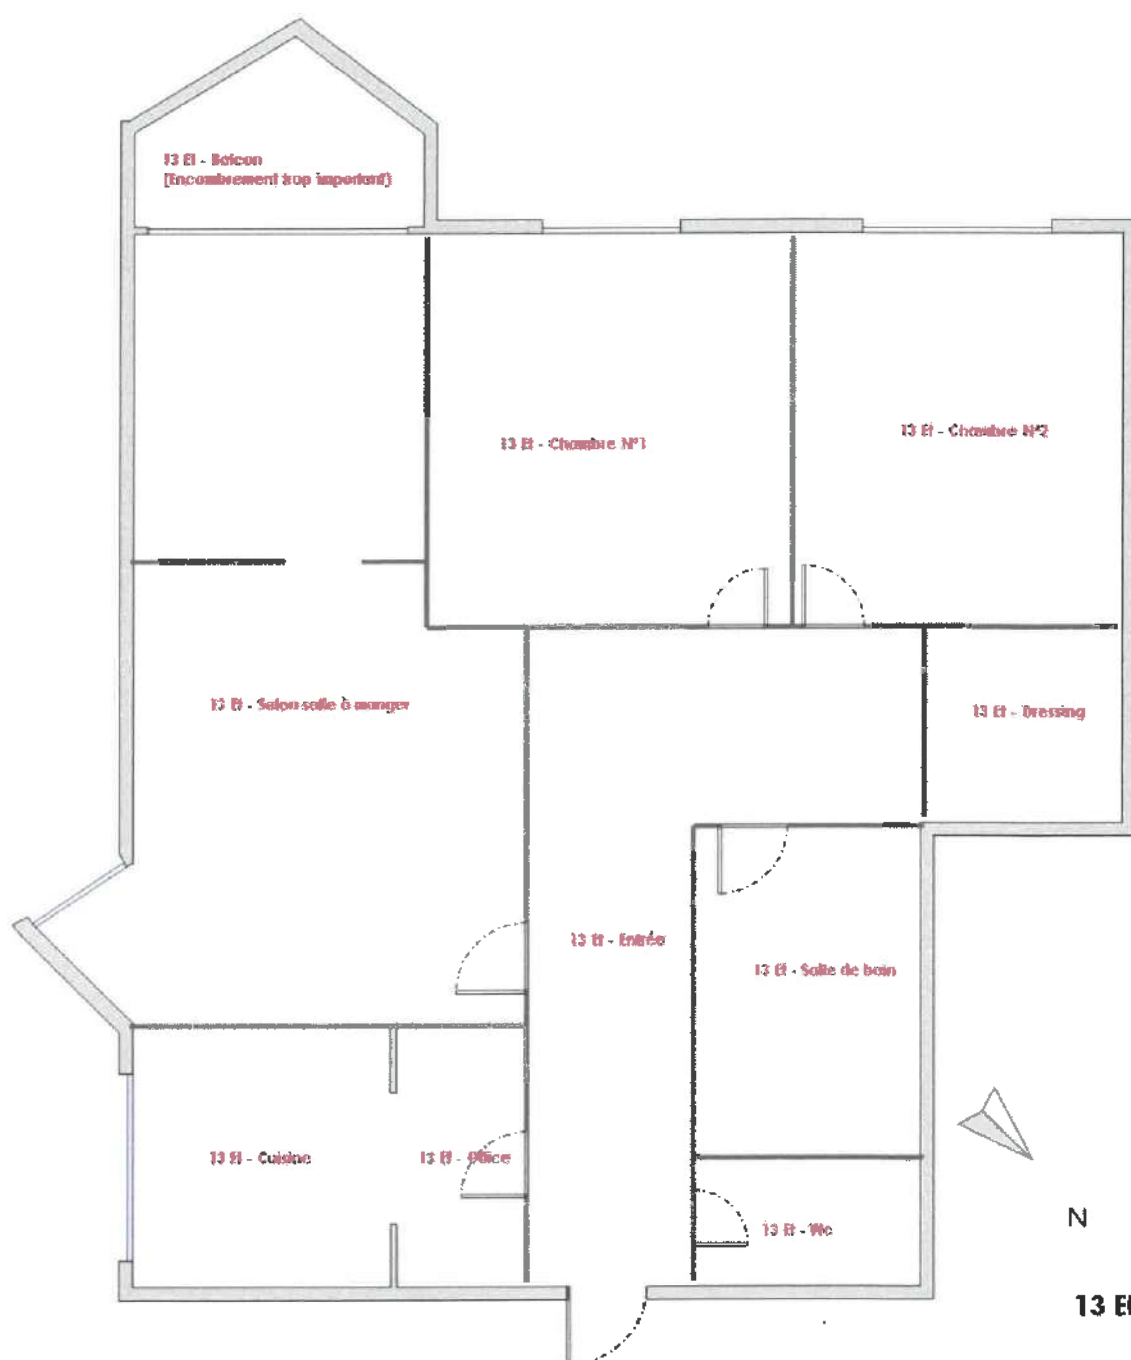 13 Et - Balcon
(Encombrement trop important)
13 Et - Chambre N°1
13 Et - Chambre N°2
13 Et - Salon salle à manger
13 Et - Dressing
13 Et - Entrée
13 Et - Salle de bain
13 Et - Cuisine
13 Et - Office
13 Et - Wc
N
13 Et